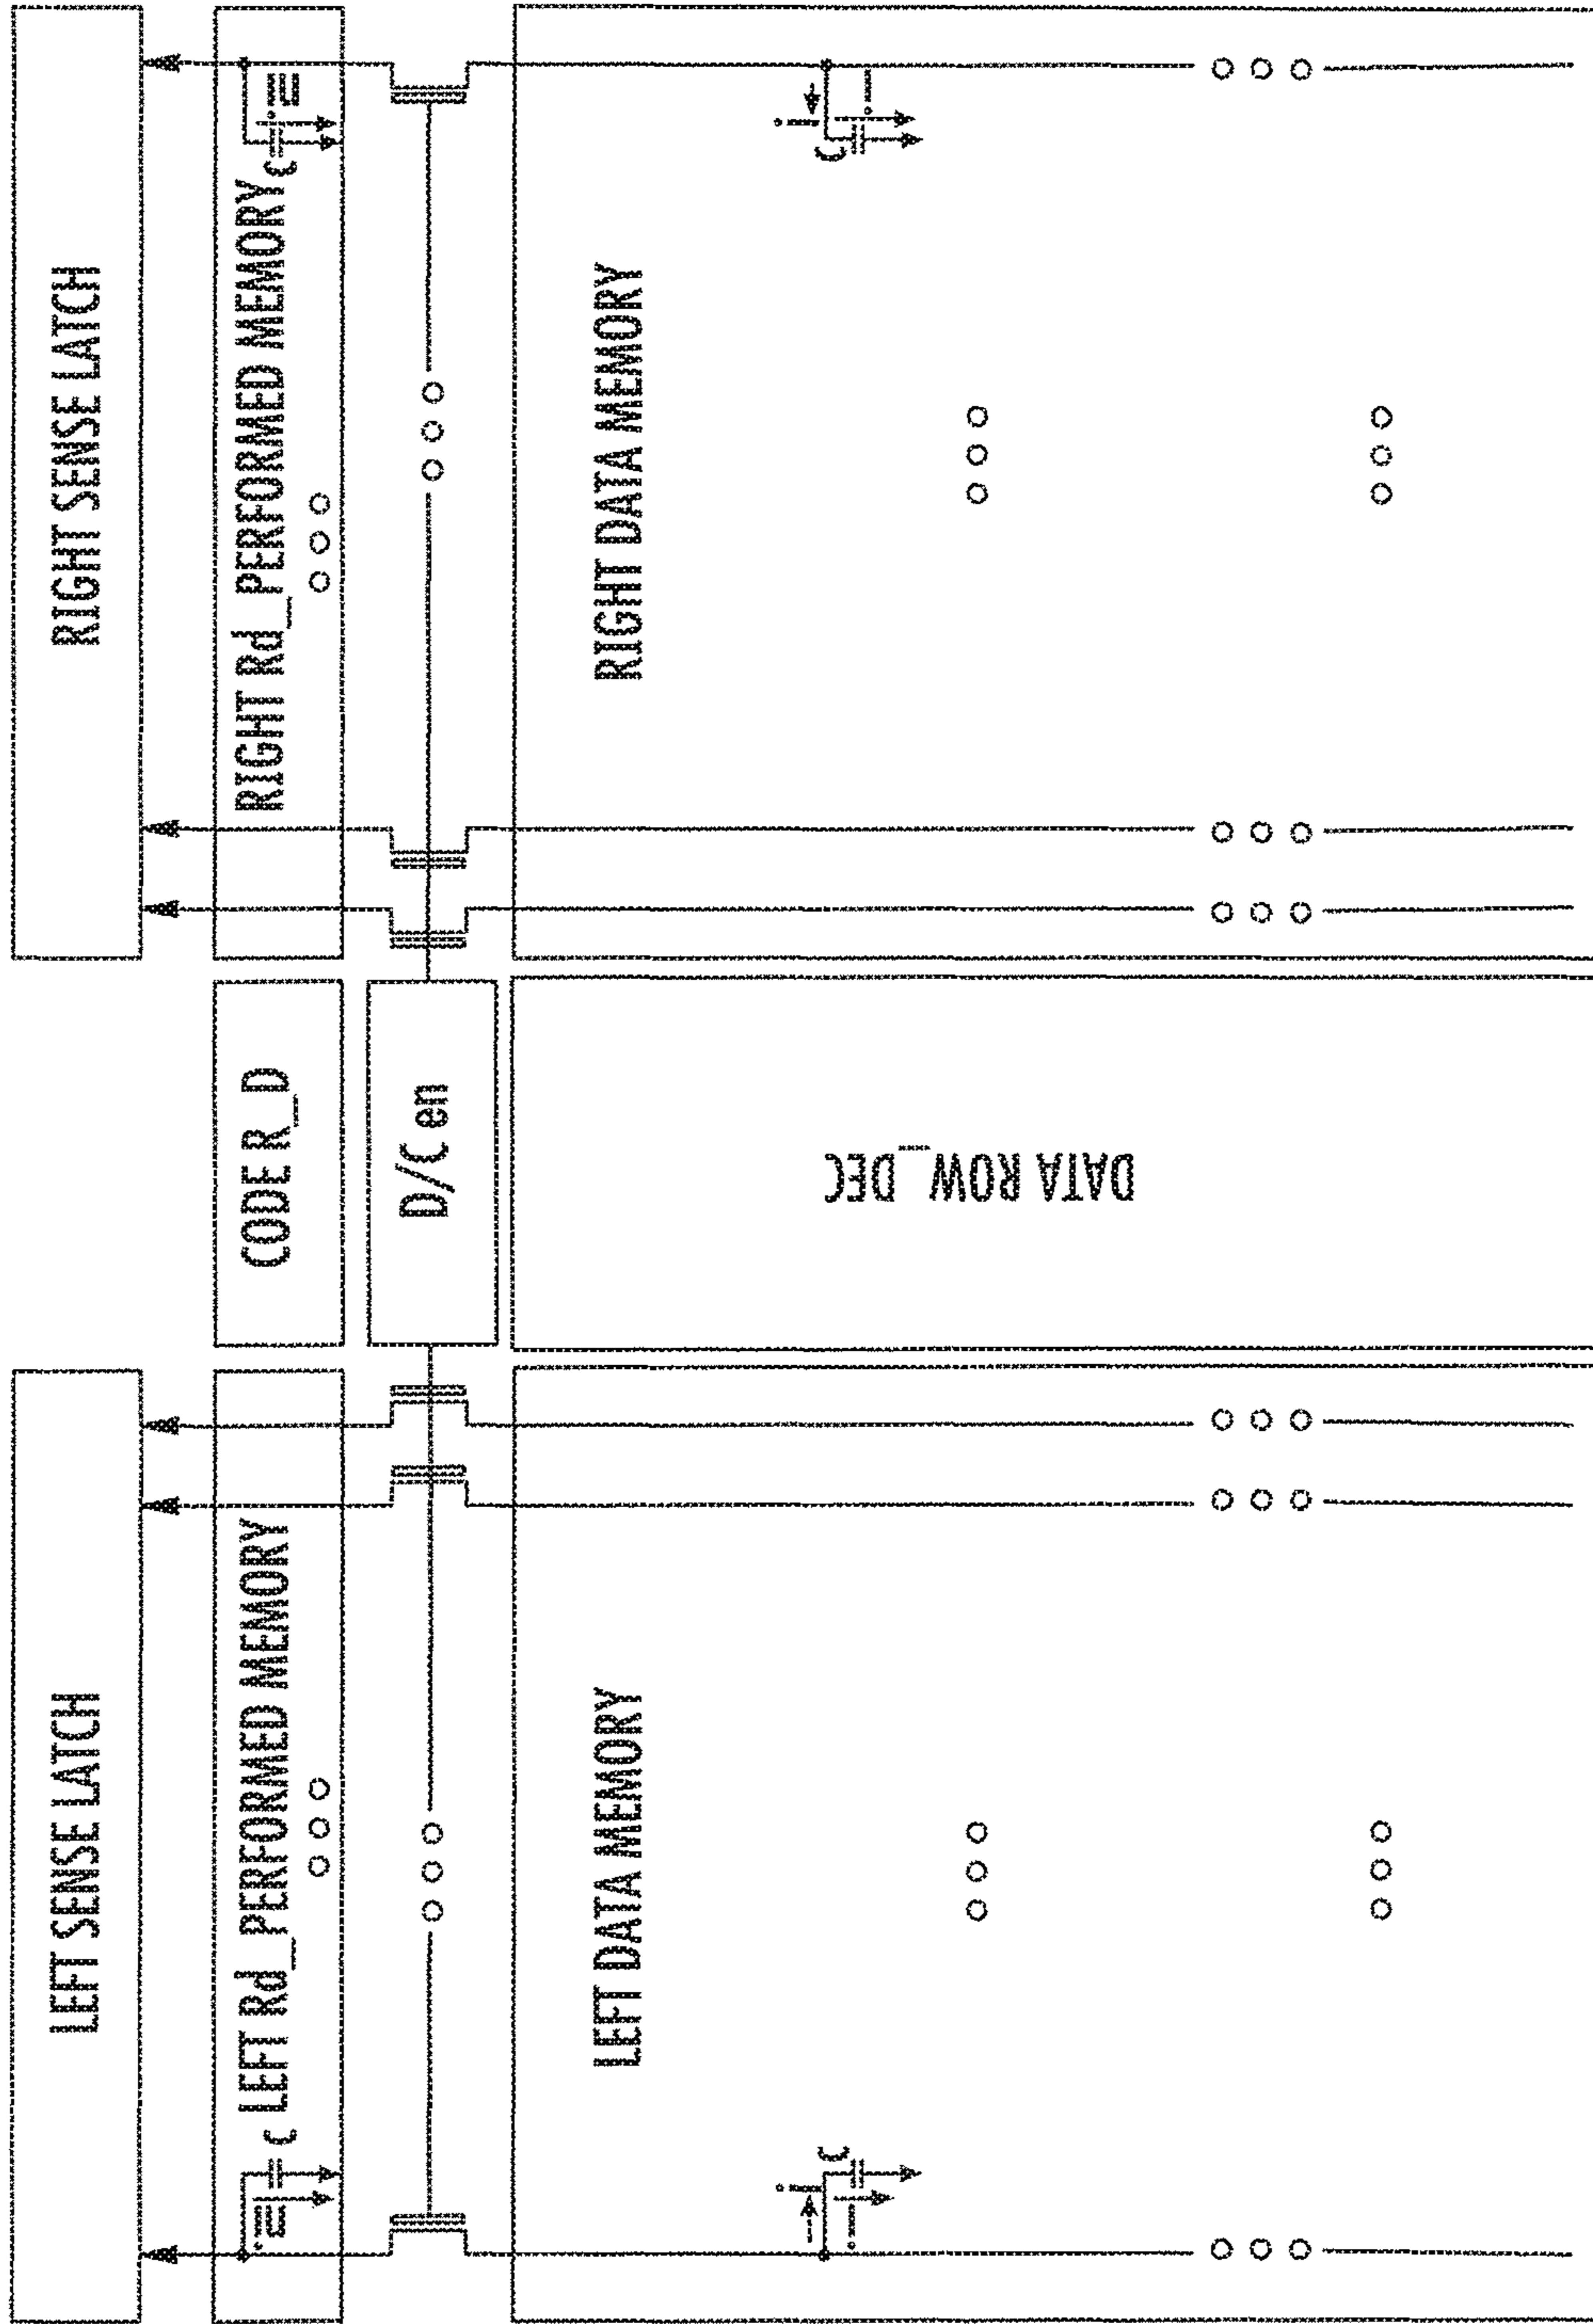 LEFT SENSE LATCH
RIGHT SENSE LATCH
C
LEFT Rd_PERFORMED MEMORY
CODE R_D
RIGHT Rd_PERFORMED MEMORY
C
D/C en
LEFT DATA MEMORY
DATA ROW_DEC
RIGHT DATA MEMORY
i
C
i
C